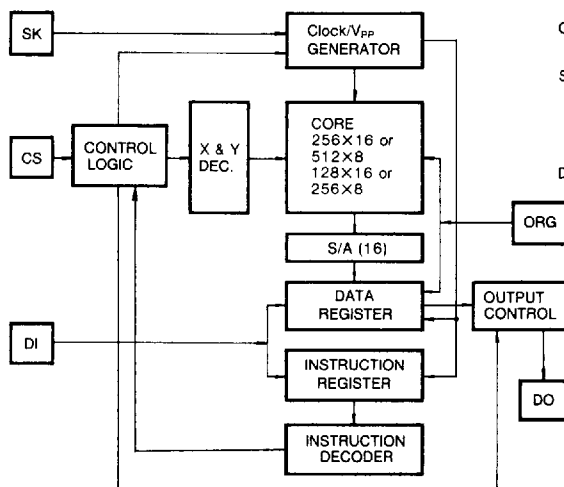 SK
Clock/VPP
GENERATOR
C
S
CS
CONTROL
LOGIC
X & Y
DEC.
CORE
256×16 or
512×8
128×16 or
256×8
D
ORG
S/A (16)
DATA
REGISTER
OUTPUT
CONTROL
DI
INSTRUCTION
REGISTER
DO
INSTRUCTION
DECODER